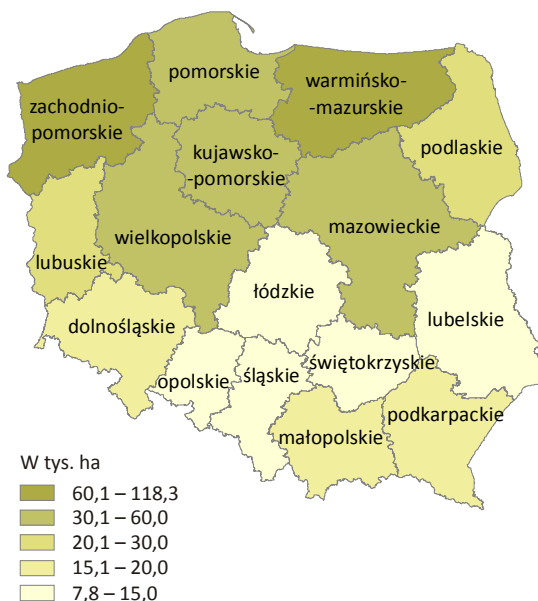 pomorskie
warmińsko-
-mazurskie
zachodnio-
pomorskie
podlaskie
kujawsko-
-pomorskie
mazowieckie
wielkopolskie
lubuskie
łódzkie
lubelskie
dolnośląskie
opolskie
śląskie
świętokrzyskie
małopolskie
podkarpackie
W tys. ha
60,1 – 118,3
30,1 – 60,0
20,1 – 30,0
15,1 – 20,0
7,8 – 15,0